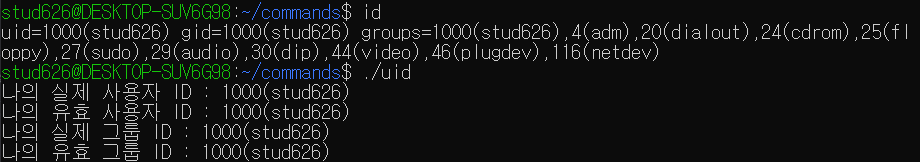 stud626@DESKTOP-SUV6G98:~/commands$ id
uid=1000(stud626) gid=1000(stud626) groups=1000(stud626),4(adm),20(dialout),24(cdrom),25(fl
oppy),27(sudo),29(audio),30(dip),44(video),46(plugdev),116(netdev)
stud626@DESKTOP-SUV6G98:~/commands$ ./uid
나의 실제 사용자 ID : 1000(stud626)
나의 유효 사용자 ID : 1000(stud626)
나의 실제 그룹 ID : 1000(stud626)
나의 유효 그룹 ID : 1000(stud626)